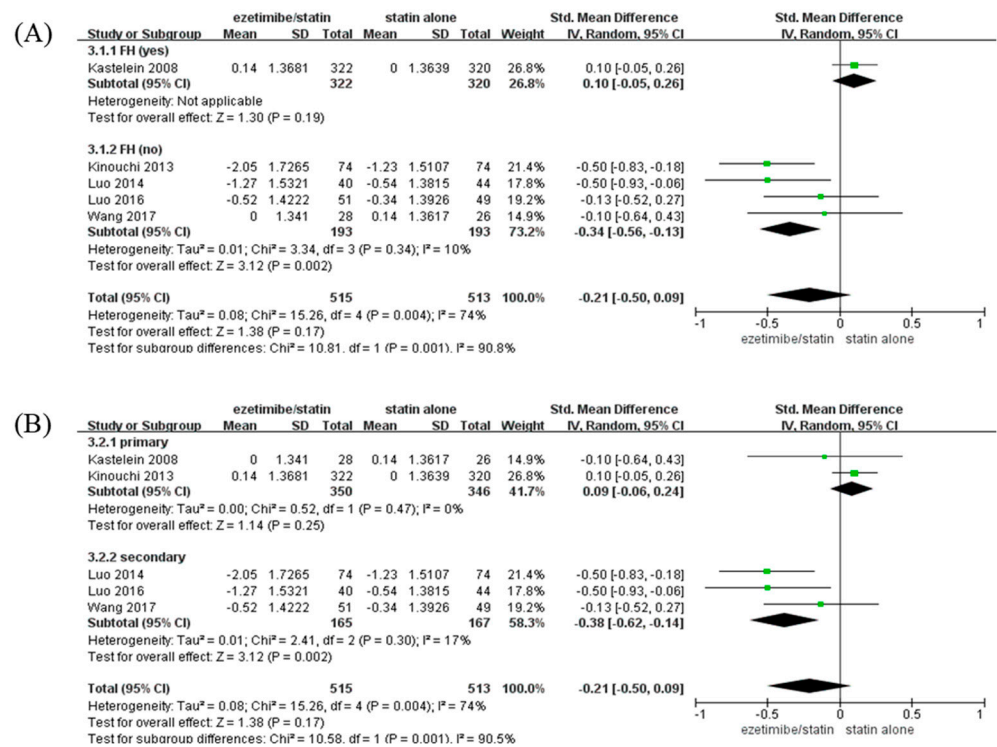 (A)
ezetimibe/statin statin alone Std. Mean Difference Std. Mean Difference
Study or Subgroup Mean SD Total Mean SD Total Weight IV, Random, 95% CI IV, Random, 95% CI
3.1.1 FH (yes)
Kastelein 2008 0.14 1.3681 322 0 1.3639 320 26.8% 0.10 [-0.05, 0.26]
Subtotal (95% CI) 322 320 26.8% 0.10 [-0.05, 0.26]
Heterogeneity: Not applicable
Test for overall effect: Z = 1.30 (P = 0.19)
3.1.2 FH (no)
Kinouchi 2013 -2.05 1.7265 74 -1.23 1.5107 74 21.4% -0.50 [-0.83, -0.18]
Luo 2014 -1.27 1.5321 40 -0.54 1.3815 44 17.8% -0.50 [-0.93, -0.06]
Luo 2016 -0.52 1.4222 51 -0.34 1.3926 49 19.2% -0.13 [-0.52, 0.27]
Wang 2017 0 1.341 28 0.14 1.3617 26 14.9% -0.10 [-0.64, 0.43]
Subtotal (95% CI) 193 193 73.2% -0.34 [-0.56, -0.13]
Heterogeneity: Tau² = 0.01; Chi² = 3.34, df = 3 (P = 0.34); I² = 10%
Test for overall effect: Z = 3.12 (P = 0.002)
Total (95% CI) 515 513 100.0% -0.21 [-0.50, 0.09]
Heterogeneity: Tau² = 0.08; Chi² = 15.26, df = 4 (P = 0.004); I² = 74%
Test for overall effect: Z = 1.38 (P = 0.17)
Test for subgroup differences: Chi² = 10.81, df = 1 (P = 0.001), I² = 90.8%
-1 -0.5 0 0.5 1
ezetimibe/statin statin alone
(B)
ezetimibe/statin statin alone Std. Mean Difference Std. Mean Difference
Study or Subgroup Mean SD Total Mean SD Total Weight IV, Random, 95% CI IV, Random, 95% CI
3.2.1 primary
Kastelein 2008 0 1.341 28 0.14 1.3617 26 14.9% -0.10 [-0.64, 0.43]
Kinouchi 2013 0.14 1.3681 322 0 1.3639 320 26.8% 0.10 [-0.05, 0.26]
Subtotal (95% CI) 350 346 41.7% 0.09 [-0.06, 0.24]
Heterogeneity: Tau² = 0.00; Chi² = 0.52, df = 1 (P = 0.47); I² = 0%
Test for overall effect: Z = 1.14 (P = 0.25)
3.2.2 secondary
Luo 2014 -2.05 1.7265 74 -1.23 1.5107 74 21.4% -0.50 [-0.83, -0.18]
Luo 2016 -1.27 1.5321 40 -0.54 1.3815 44 17.8% -0.50 [-0.93, -0.06]
Wang 2017 -0.52 1.4222 51 -0.34 1.3926 49 19.2% -0.13 [-0.52, 0.27]
Subtotal (95% CI) 165 167 58.3% -0.38 [-0.62, -0.14]
Heterogeneity: Tau² = 0.01; Chi² = 2.41, df = 2 (P = 0.30); I² = 17%
Test for overall effect: Z = 3.12 (P = 0.002)
Total (95% CI) 515 513 100.0% -0.21 [-0.50, 0.09]
Heterogeneity: Tau² = 0.08; Chi² = 15.26, df = 4 (P = 0.004); I² = 74%
Test for overall effect: Z = 1.38 (P = 0.17)
Test for subgroup differences: Chi² = 10.58, df = 1 (P = 0.001), I² = 90.5%
-1 -0.5 0 0.5 1
ezetimibe/statin statin alone